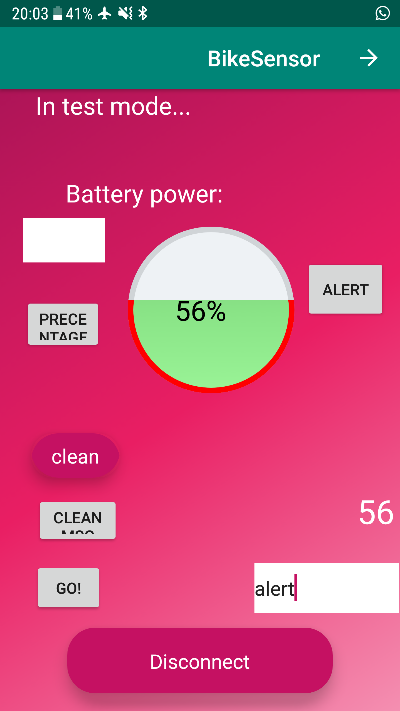 20:03 41%
BikeSensor
In test mode...
Battery power:
ALERT
56%
PRECE
NTAGE
clean
CLEAN
MSG
56
GO!
alert
Disconnect